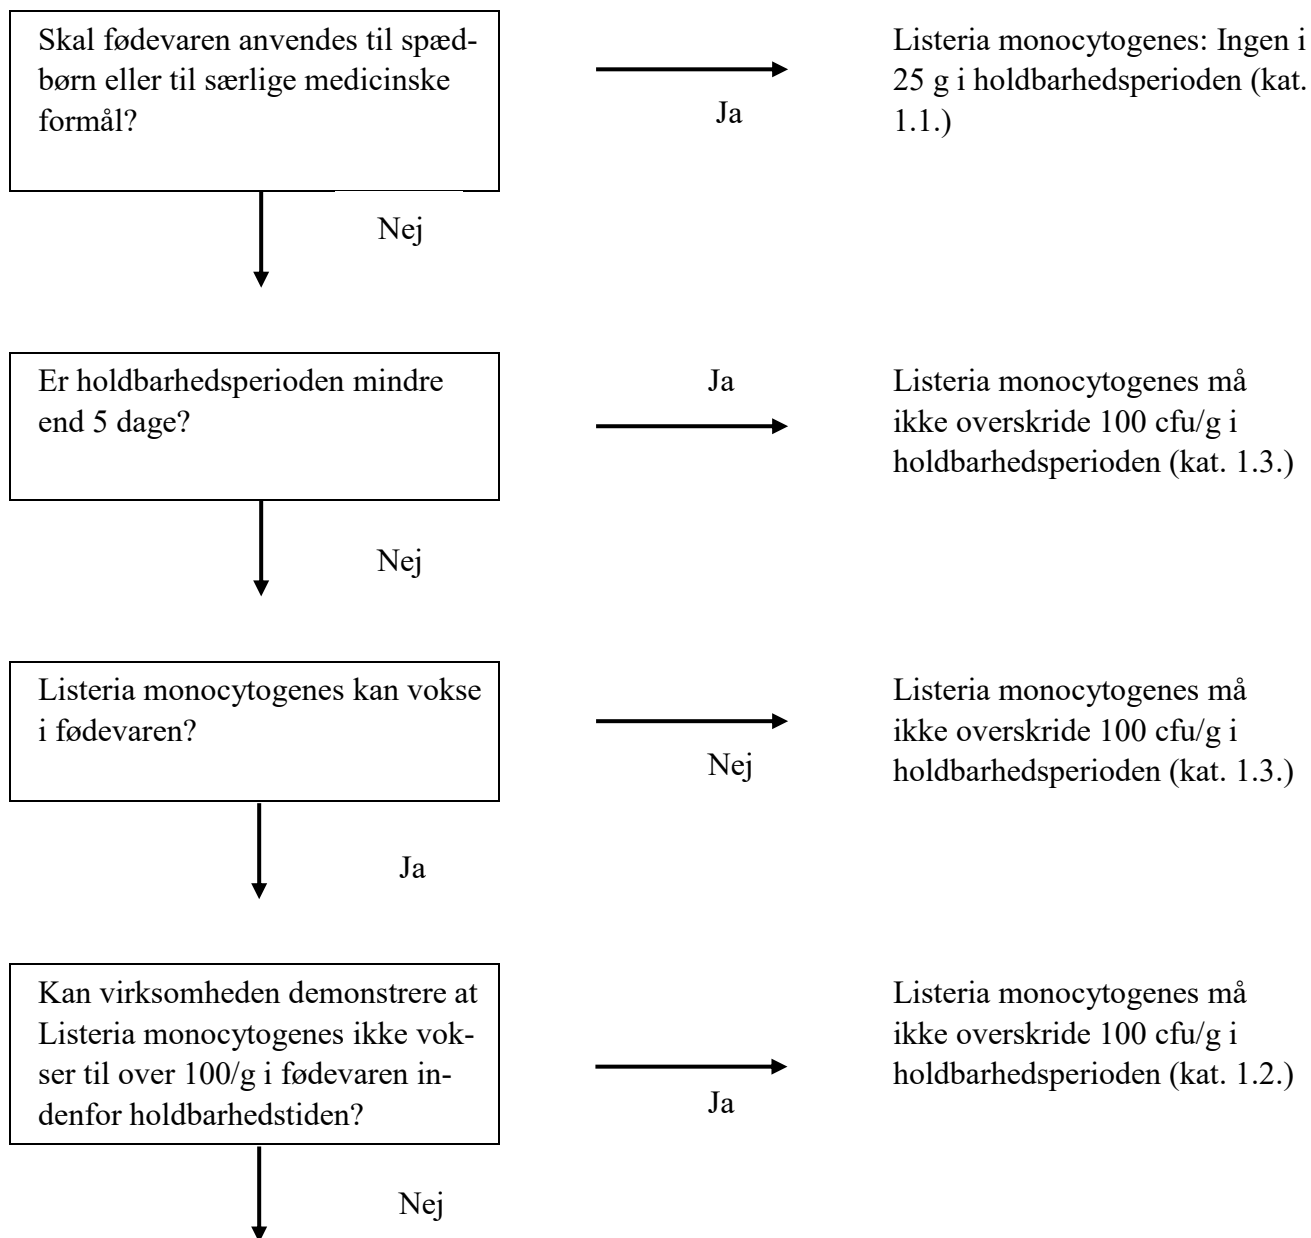 Skal fødevaren anvendes til spæd-
børn eller til særlige medicinske
formål?
Ja
Listeria monocytogenes: Ingen i
25 g i holdbarhedsperioden (kat.
1.1.)
Nej
Er holdbarhedsperioden mindre
end 5 dage?
Ja
Listeria monocytogenes må
ikke overskride 100 cfu/g i
holdbarhedsperioden (kat. 1.3.)
Nej
Listeria monocytogenes kan vokse
i fødevaren?
Nej
Listeria monocytogenes må
ikke overskride 100 cfu/g i
holdbarhedsperioden (kat. 1.3.)
Ja
Kan virksomheden demonstrere at
Listeria monocytogenes ikke vok-
ser til over 100/g i fødevaren in-
denfor holdbarhedstiden?
Ja
Listeria monocytogenes må
ikke overskride 100 cfu/g i
holdbarhedsperioden (kat. 1.2.)
Nej